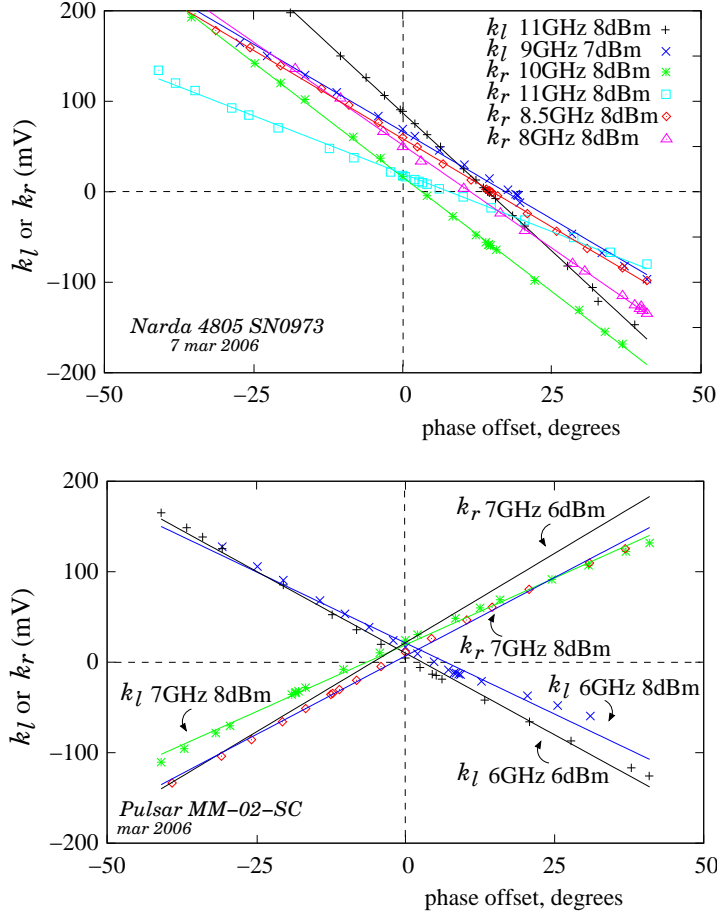 200
100
0
−100
−200
k_l or k_r (mV)
k_l 11GHz 8dBm
k_l 9GHz 7dBm
k_r 10GHz 8dBm
k_r 11GHz 8dBm
k_r 8.5GHz 8dBm
k_r 8GHz 8dBm
Narda 4805 SN0973
7 mar 2006
−50 −25 0 25 50
phase offset, degrees
200
100
0
−100
−200
k_l or k_r (mV)
k_r 7GHz 6dBm
k_r 7GHz 8dBm
k_l 7GHz 8dBm
k_l 6GHz 8dBm
k_l 6GHz 6dBm
Pulsar MM−02−SC
mar 2006
−50 −25 0 25 50
phase offset, degrees